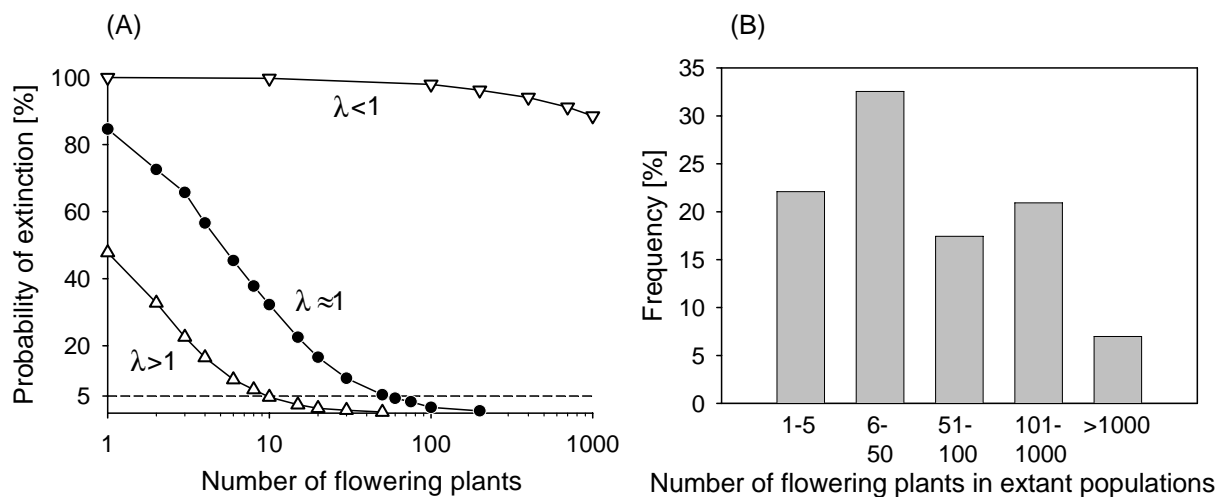 (A)
Probability of extinction [%]
100
80
60
40
20
5
λ<1
λ≈1
λ>1
1
10
100
1000
Number of flowering plants
(B)
Frequency [%]
35
30
25
20
15
10
5
0
1-5
6-
50
51-
100
101-
1000
>1000
Number of flowering plants in extant populations